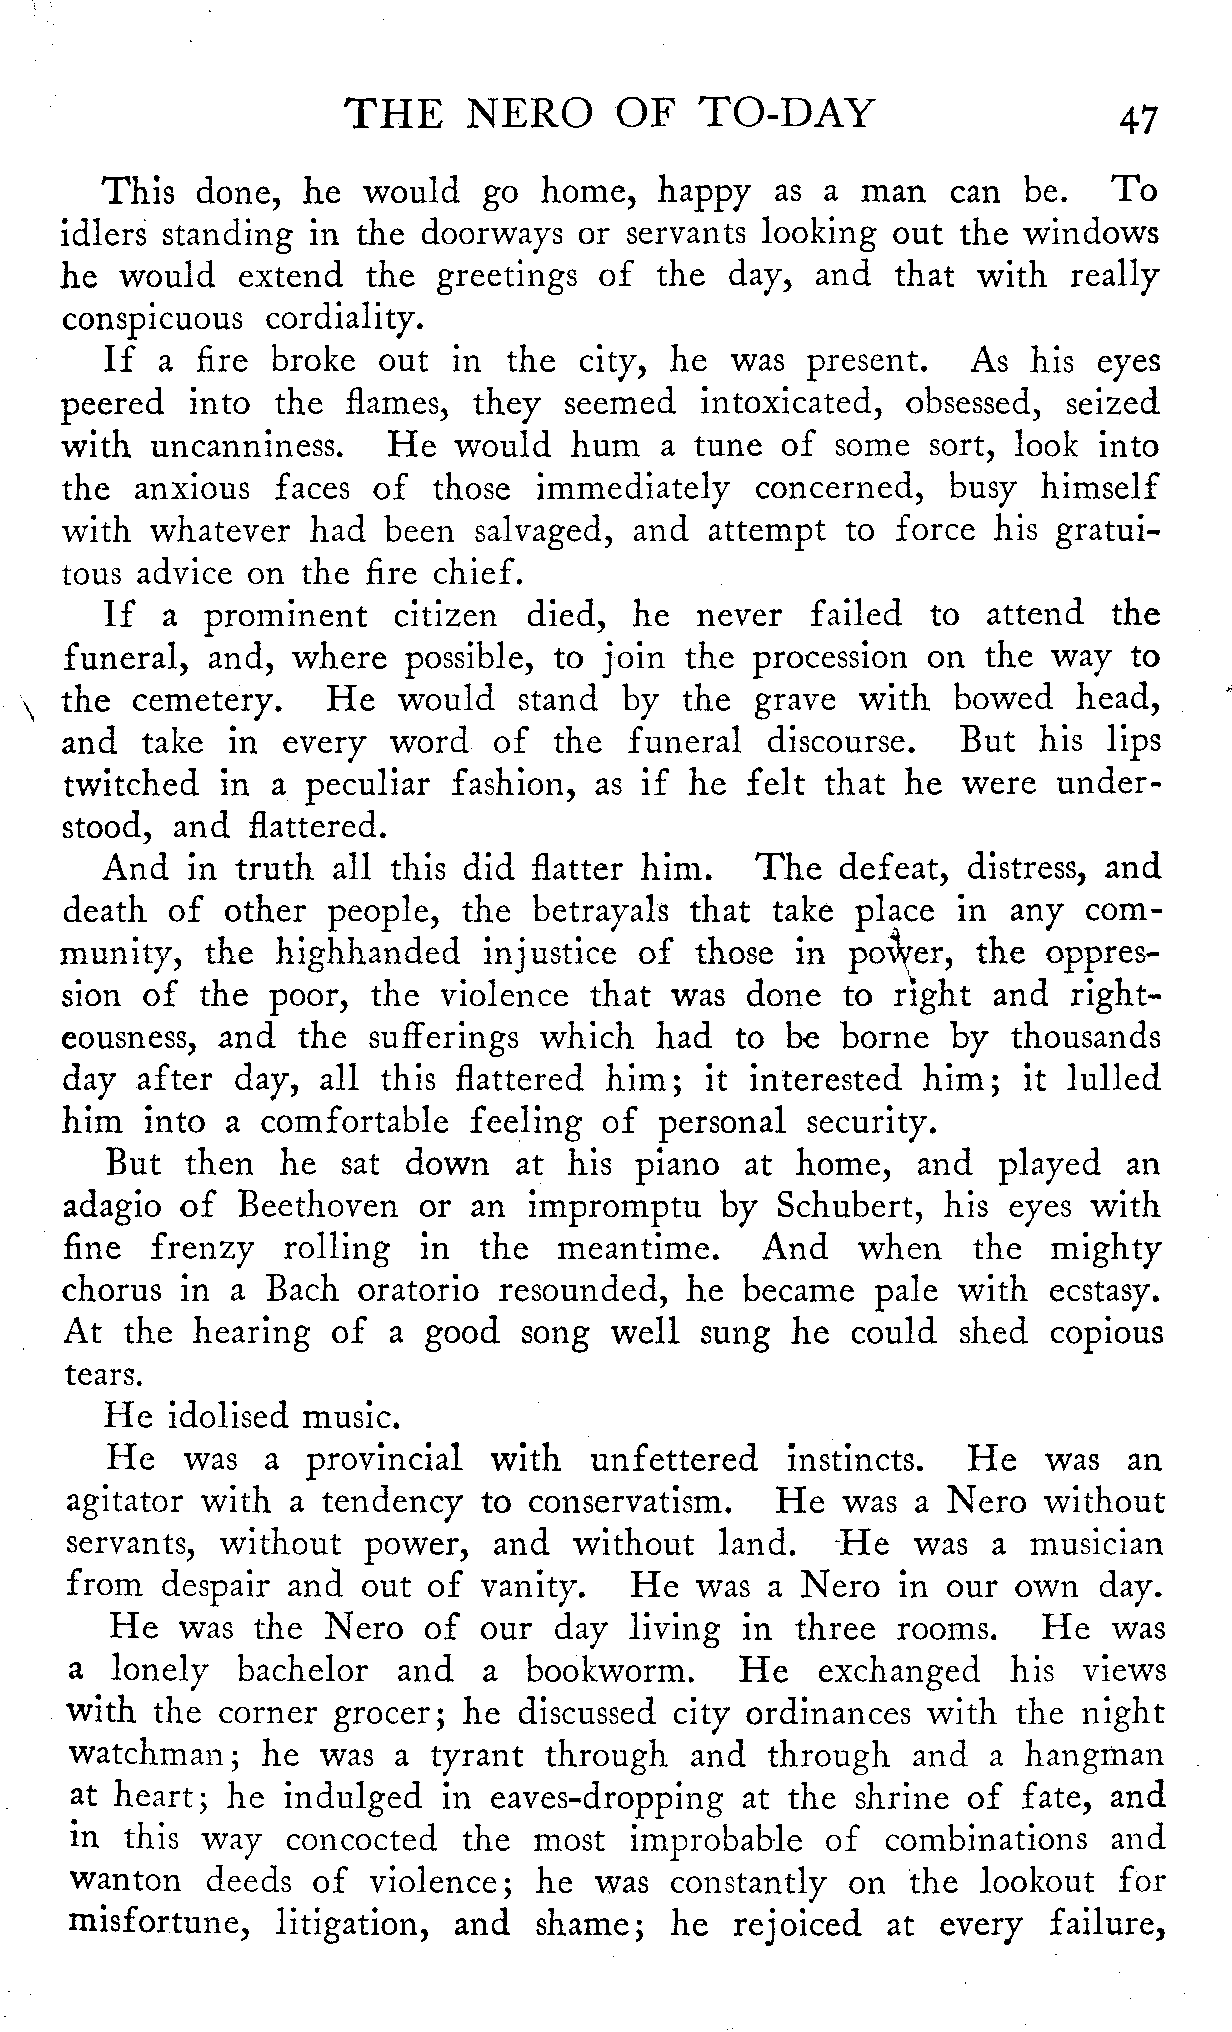 THE NERO OF TO-DAY 47
This done, he would go home, happy as a man can be. To
idlers standing in the doorways or servants looking out the windows
he would extend the greetings of the day, and that with really
conspicuous cordiality.
If a fire broke out in the city, he was present. As his eyes
peered into the flames, they seemed intoxicated, obsessed, seized
with uncanniness. He would hum a tune of some sort, look into
the anxious faces of those immediately concerned, busy himself
with whatever had been salvaged, and attempt to force his gratui-
tous advice on the fire chief.
If a prominent citizen died, he never failed to attend the
funeral, and, where possible, to join the procession on the way to
the cemetery. He would stand by the grave with bowed head,
and take in every word of the funeral discourse. But his lips
twitched in a peculiar fashion, as if he felt that he were under-
stood, and flattered.
And in truth all this did flatter him. The defeat, distress, and
death of other people, the betrayals that take place in any com-
munity, the highhanded injustice of those in power, the oppres-
sion of the poor, the violence that was done to right and right-
eousness, and the sufferings which had to be borne by thousands
day after day, all this flattered him; it interested him; it lulled
him into a comfortable feeling of personal security.
But then he sat down at his piano at home, and played an
adagio of Beethoven or an impromptu by Schubert, his eyes with
fine frenzy rolling in the meantime. And when the mighty
chorus in a Bach oratorio resounded, he became pale with ecstasy.
At the hearing of a good song well sung he could shed copious
tears.
He idolised music.
He was a provincial with unfettered instincts. He was an
agitator with a tendency to conservatism. He was a Nero without
servants, without power, and without land. He was a musician
from despair and out of vanity. He was a Nero in our own day.
He was the Nero of our day living in three rooms. He was
a lonely bachelor and a bookworm. He exchanged his views
with the corner grocer; he discussed city ordinances with the night
watchman; he was a tyrant through and through and a hangman
at heart; he indulged in eaves-dropping at the shrine of fate, and
in this way concocted the most improbable of combinations and
wanton deeds of violence; he was constantly on the lookout for
misfortune, litigation, and shame; he rejoiced at every failure,